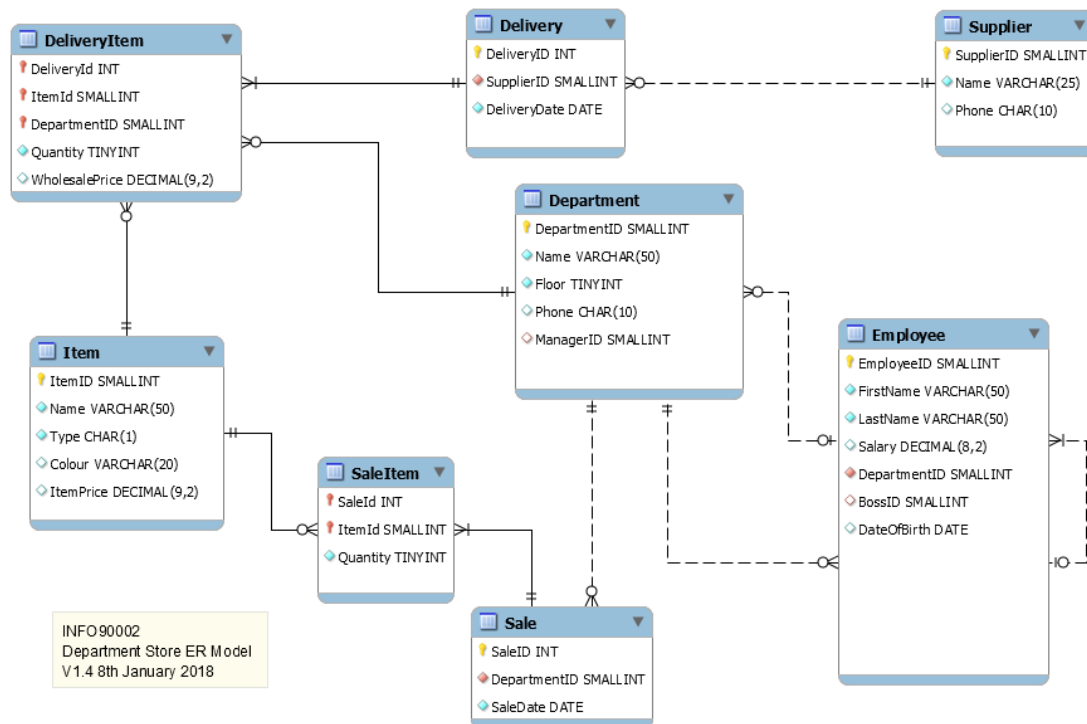 DeliveryItem
DeliveryId INT
ItemId SMALLINT
DepartmentID SMALLINT
Quantity TINYINT
WholesalePrice DECIMAL(9,2)
Delivery
DeliveryID INT
SupplierID SMALLINT
DeliveryDate DATE
Supplier
SupplierID SMALLINT
Name VARCHAR(25)
Phone CHAR(10)
Department
DepartmentID SMALLINT
Name VARCHAR(50)
Floor TINYINT
Phone CHAR(10)
ManagerID SMALLINT
Item
ItemID SMALLINT
Name VARCHAR(50)
Type CHAR(1)
Colour VARCHAR(20)
ItemPrice DECIMAL(9,2)
Employee
EmployeeID SMALLINT
FirstName VARCHAR(50)
LastName VARCHAR(50)
Salary DECIMAL(8,2)
DepartmentID SMALLINT
BossID SMALLINT
DateOfBirth DATE
SaleItem
SaleId INT
ItemId SMALLINT
Quantity TINYINT
Sale
SaleID INT
DepartmentID SMALLINT
SaleDate DATE
INFO90002
Department Store ER Model
V1.4 8th January 2018